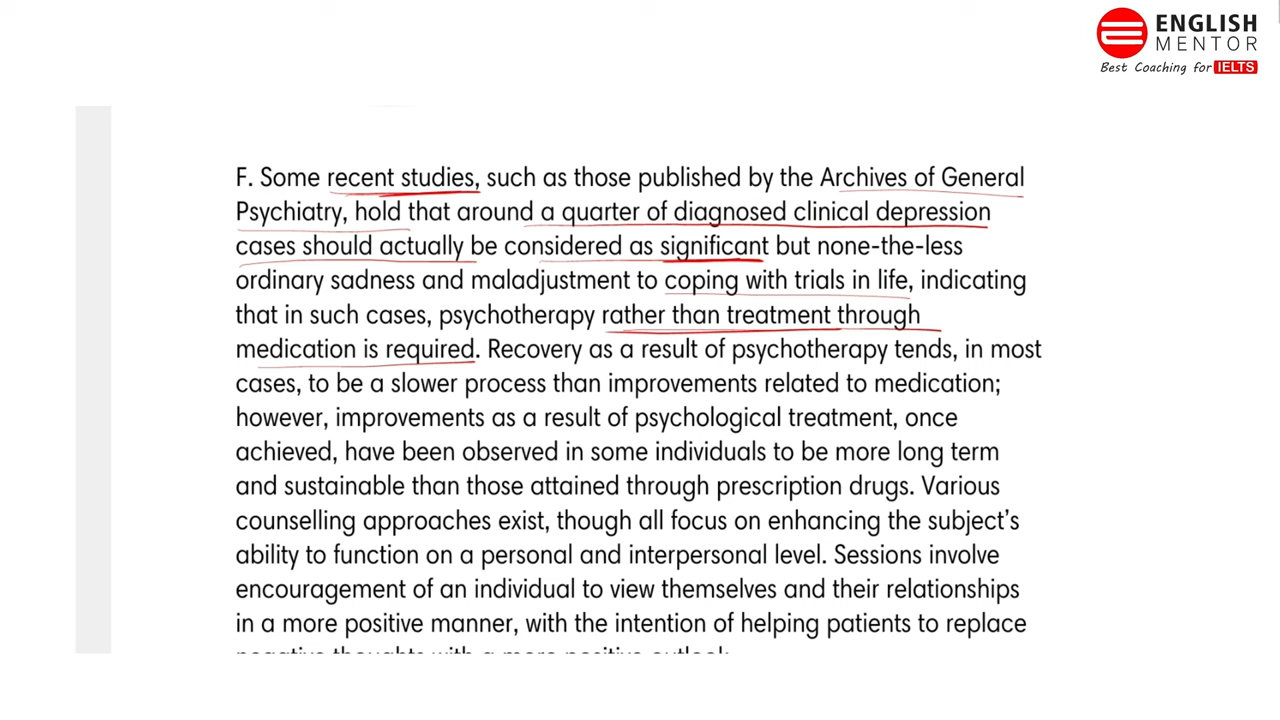 ENGLISH
MENTOR
Best Coaching for IELTS
F. Some recent studies, such as those published by the Archives of General
Psychiatry, hold that around a quarter of diagnosed clinical depression
cases should actually be considered as significant but none-the-less
ordinary sadness and maladjustment to coping with trials in life, indicating
that in such cases, psychotherapy rather than treatment through
medication is required. Recovery as a result of psychotherapy tends, in most
cases, to be a slower process than improvements related to medication;
however, improvements as a result of psychological treatment, once
achieved, have been observed in some individuals to be more long term
and sustainable than those attained through prescription drugs. Various
counselling approaches exist, though all focus on enhancing the subject's
ability to function on a personal and interpersonal level. Sessions involve
encouragement of an individual to view themselves and their relationships
in a more positive manner, with the intention of helping patients to replace
negative thoughts with a more positive outlook.